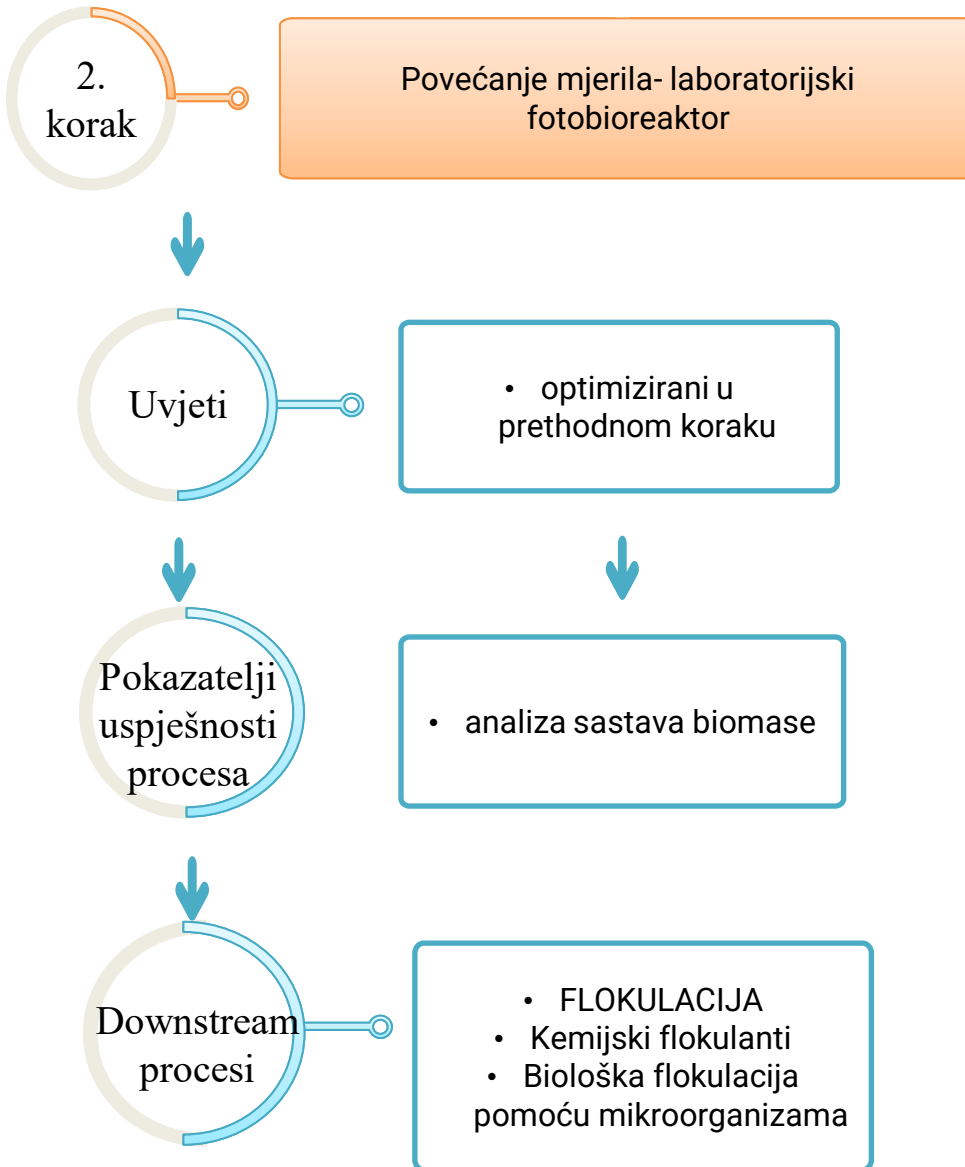 2.
korak
Povećanje mjerila- laboratorijski
fotobioreaktor
Uvjeti
• optimizirani u
prethodnom koraku
Pokazatelji
uspješnosti
procesa
• analiza sastava biomase
Downstream
procesi
• FLOKULACIJA
• Kemijski flokulanti
• Biološka flokulacija
pomoću mikroorganizama